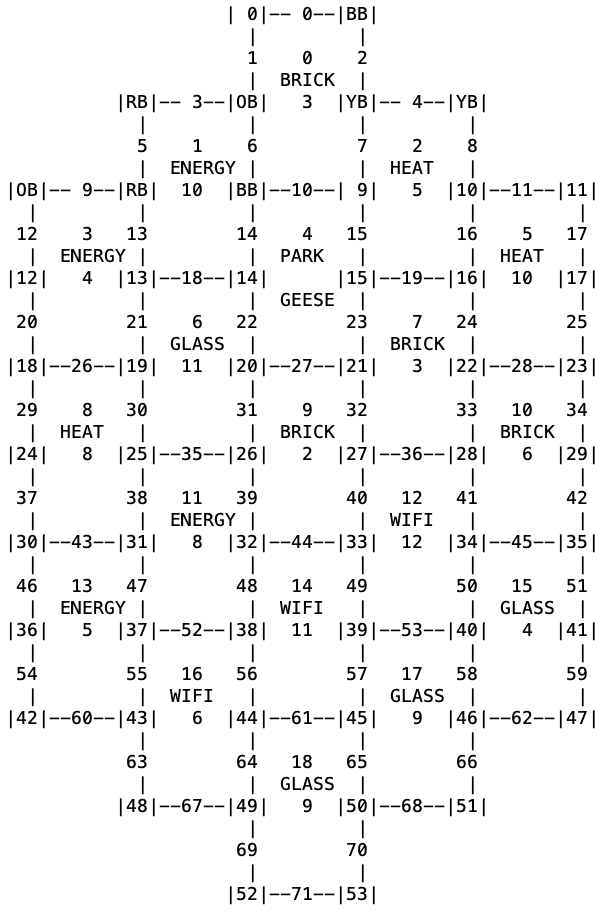 | 0|-- 0--|BB|
|         |
1    0    2
|  BRICK  |
|RB|-- 3--|OB|   3  |YB|-- 4--|YB|
|         |         |         |
5    1    6         7    2    8
|  ENERGY |         |  HEAT   |
|OB|-- 9--|RB|  10  |BB|--10--| 9|   5  |10|--11--|11|
|         |         |         |         |         |
12   3   13        14    4   15        16    5   17
|  ENERGY |         |  PARK   |         |  HEAT   |
|12|   4  |13|--18--|14|      |15|--19--|16|  10  |17|
|         |         |  GEESE  |         |         |
20       21    6   22        23    7   24        25
|         |  GLASS  |         |  BRICK  |         |
|18|--26--|19|  11  |20|--27--|21|   3  |22|--28--|23|
|         |         |         |         |         |
29   8   30        31    9   32        33   10   34
|  HEAT   |         |  BRICK  |         |  BRICK  |
|24|   8  |25|--35--|26|   2  |27|--36--|28|   6  |29|
|         |         |         |         |         |
37       38   11   39        40   12   41        42
|         |  ENERGY |         |  WIFI   |         |
|30|--43--|31|   8  |32|--44--|33|  12  |34|--45--|35|
|         |         |         |         |         |
46  13   47        48   14   49        50   15   51
|  ENERGY |         |  WIFI   |         |  GLASS  |
|36|   5  |37|--52--|38|  11  |39|--53--|40|   4  |41|
|         |         |         |         |         |
54       55   16   56        57   17   58        59
|         |  WIFI   |         |  GLASS  |         |
|42|--60--|43|   6  |44|--61--|45|   9  |46|--62--|47|
|         |         |         |
63        64   18   65        66
|         |  GLASS  |         |
|48|--67--|49|   9  |50|--68--|51|
|         |
69        70
|         |
|52|--71--|53|